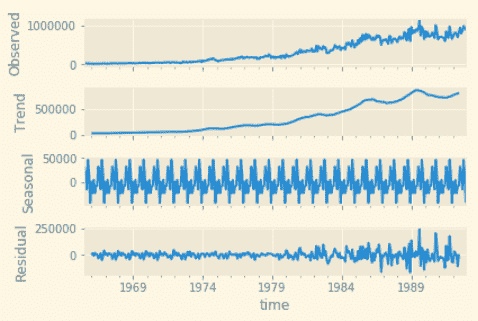 Observed
1000000
0
Trend
500000
0
Seasonal
50000
0
Residual
250000
0
1969 1974 1979 1984 1989
time